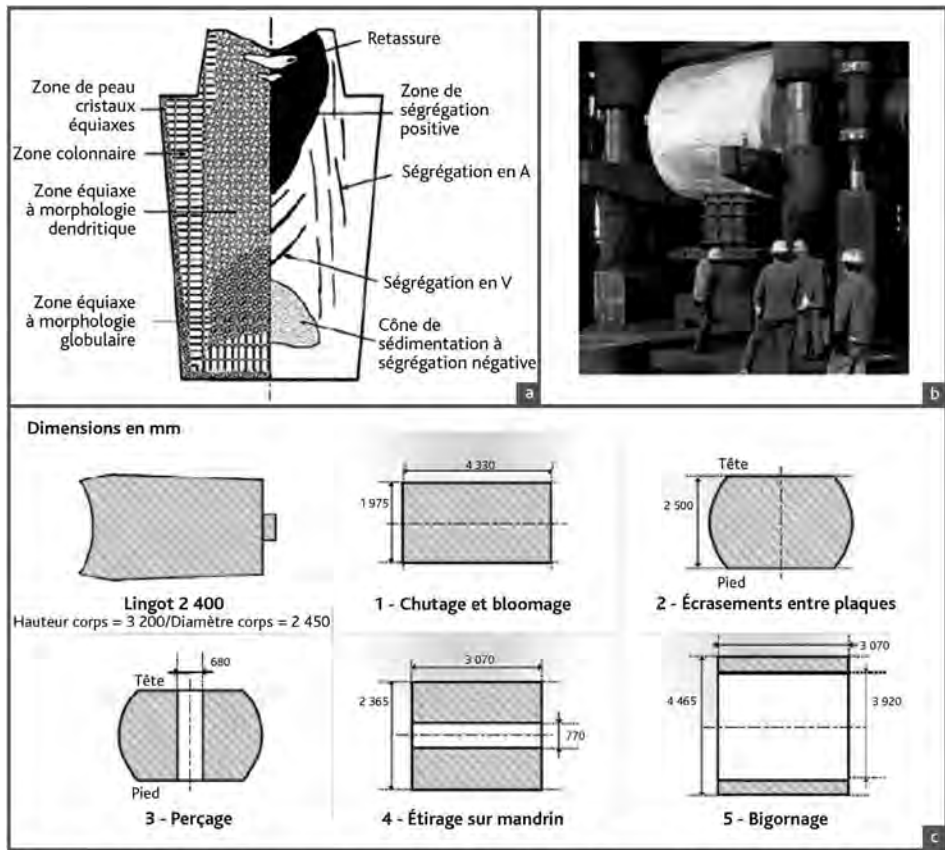 Retassure
Zone de peau
cristaux
équiaxes
Zone colonnaire
Zone équiaxe
à morphologie
dendritique
Zone équiaxe
à morphologie
globulaire
Zone de
ségrégation
positive
Ségrégation en A
Ségrégation en V
Cône de
sédimentation à
ségrégation négative
a
b
Dimensions en mm
Lingot 2 400
Hauteur corps = 3 200/Diamètre corps = 2 450
4 330
1 975
1 - Chutage et bloomage
Tête
2 500
Pied
2 - Écrasements entre plaques
680
Tête
Pied
3 - Perçage
3 070
2 365
770
4 - Étirage sur mandrin
3 070
4 465
3 920
5 - Bigornage
c